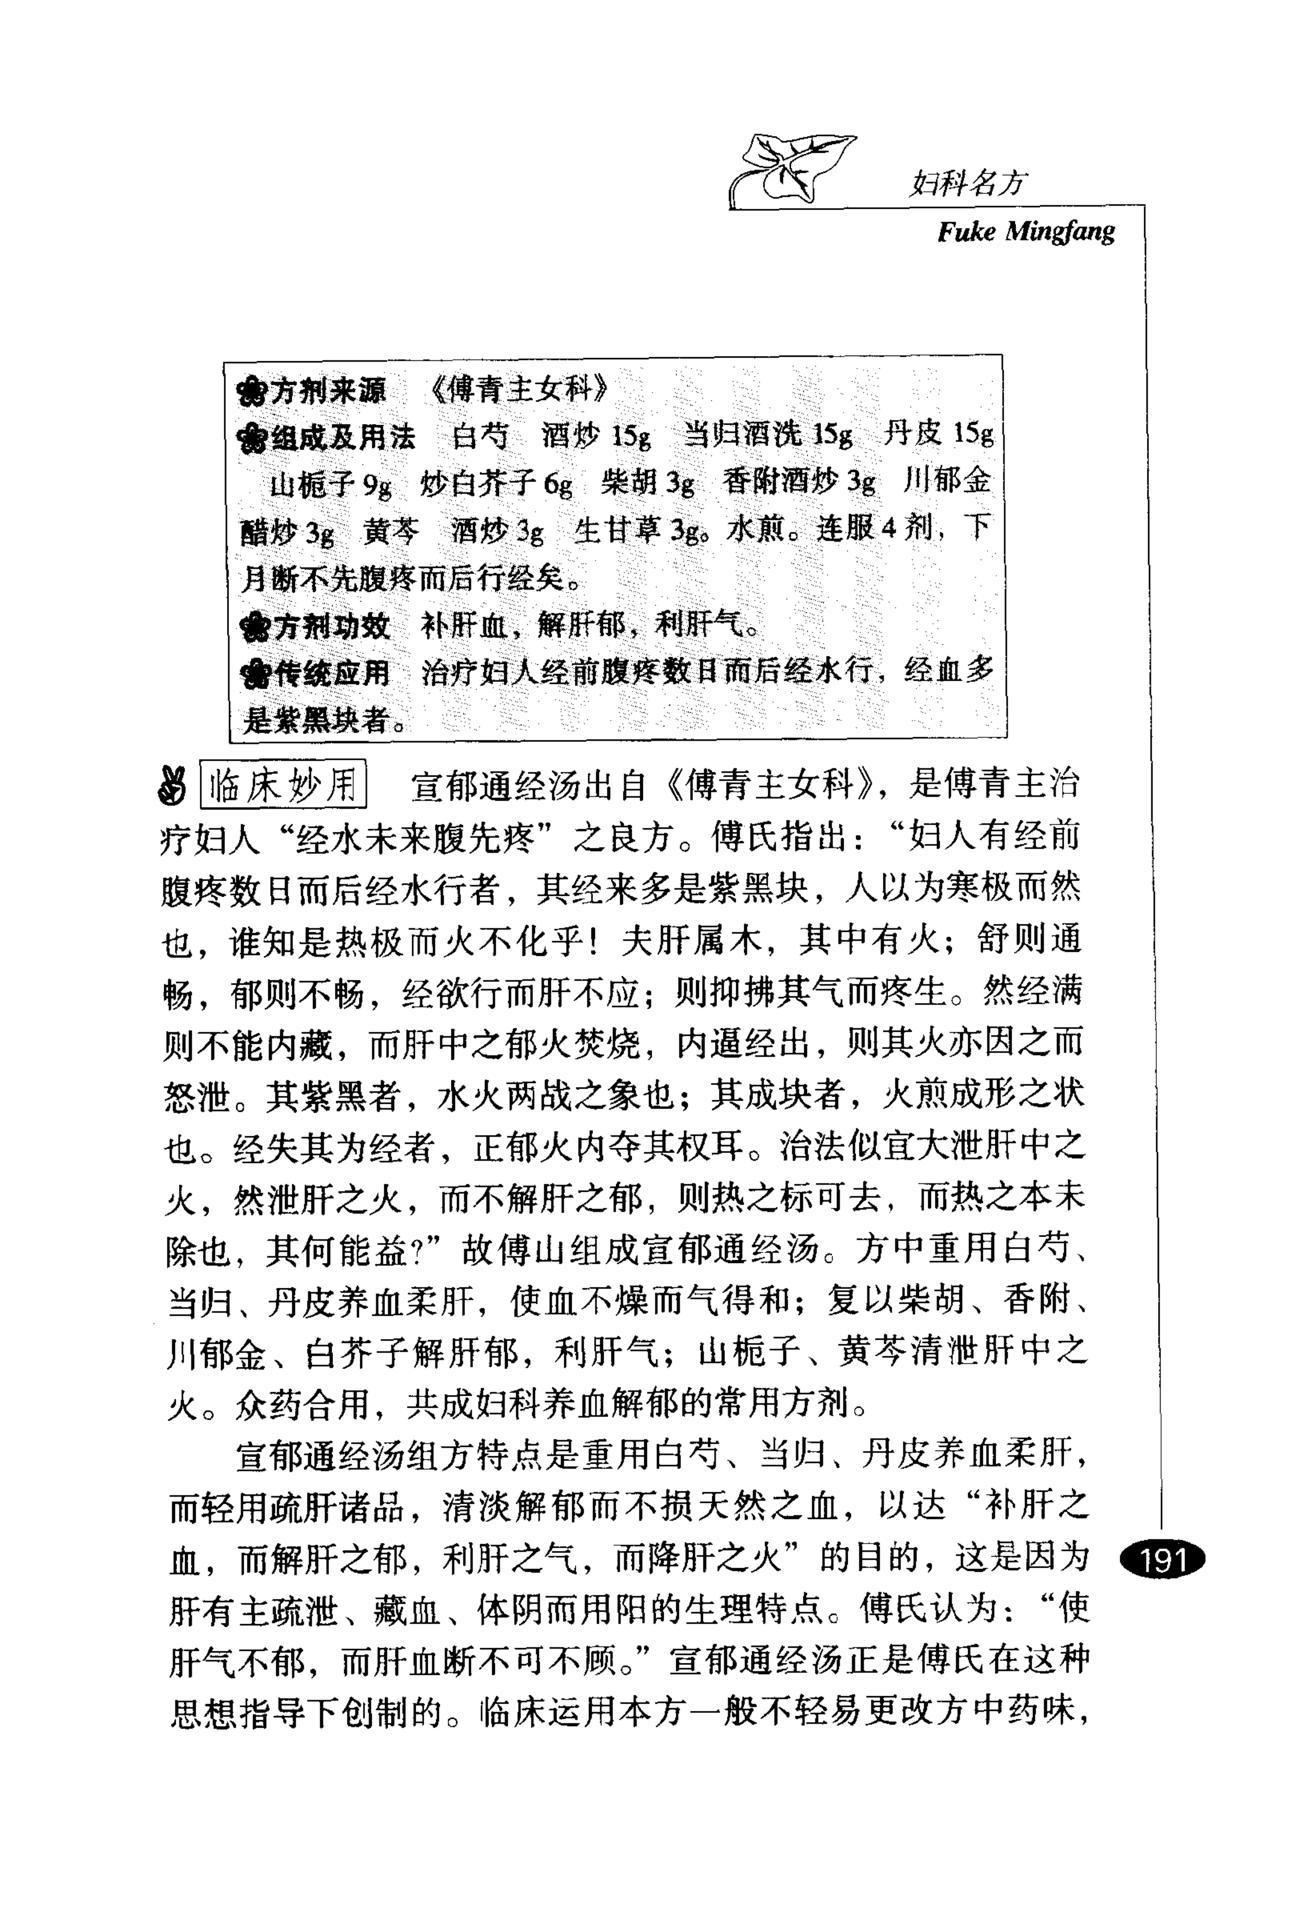 妇科名方
Fuke Mingfang
方剂来源 《傅青主女科》
组成及用法 白芍 酒炒15g 当归酒洗15g 丹皮15g
山栀子9g 炒白芥子6g 柴胡3g 香附酒炒3g 川郁金
醋炒3g 黄芩 酒炒3g 生甘草3g。水煎。连服4剂，下
月断不先腹疼而后行经矣。
方剂功效 补肝血，解肝郁，利肝气。
传统应用 治疗妇人经前腹疼数日而后经水行，经血多
是紫黑块者。
临床妙用 宣郁通经汤出自《傅青主女科》，是傅青主治
疗妇人“经水未来腹先疼”之良方。傅氏指出：“妇人有经前
腹疼数日而后经水行者，其经来多是紫黑块，人以为寒极而然
也，谁知是热极而火不化乎！夫肝属木，其中有火；舒则通
畅，郁则不畅，经欲行而肝不应；则抑拂其气而疼生。然经满
则不能内藏，而肝中之郁火焚烧，内逼经出，则其火亦因之而
怒泄。其紫黑者，水火两战之象也；其成块者，火煎成形之状
也。经失其为经者，正郁火内夺其权耳。治法似宜大泄肝中之
火，然泄肝之火，而不解肝之郁，则热之标可去，而热之本未
除也，其何能益?”故傅山组成宣郁通经汤。方中重用白芍、
当归、丹皮养血柔肝，使血不燥而气得和；复以柴胡、香附、
川郁金、白芥子解肝郁，利肝气；山栀子、黄芩清泄肝中之
火。众药合用，共成妇科养血解郁的常用方剂。
宣郁通经汤组方特点是重用白芍、当归、丹皮养血柔肝，
而轻用疏肝诸品，清淡解郁而不损天然之血，以达“补肝之
血，而解肝之郁，利肝之气，而降肝之火”的目的，这是因为
肝有主疏泄、藏血、体阴而用阳的生理特点。傅氏认为：“使
肝气不郁，而肝血断不可不顾。”宣郁通经汤正是傅氏在这种
思想指导下创制的。临床运用本方一般不轻易更改方中药味，
191